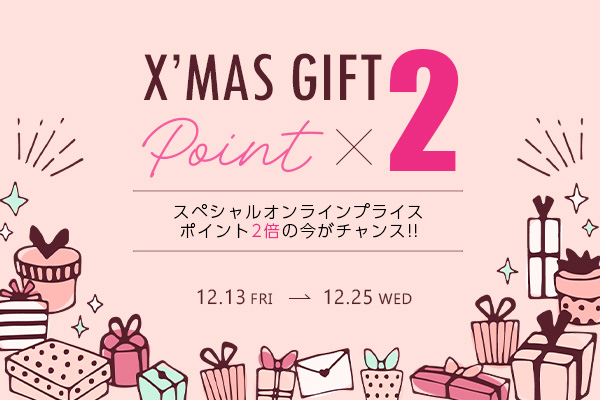 X'MAS GIFT
Point × 2
スペシャルオンラインプライス
ポイント2倍の今がチャンス!!
12.13 FRI → 12.25 WED